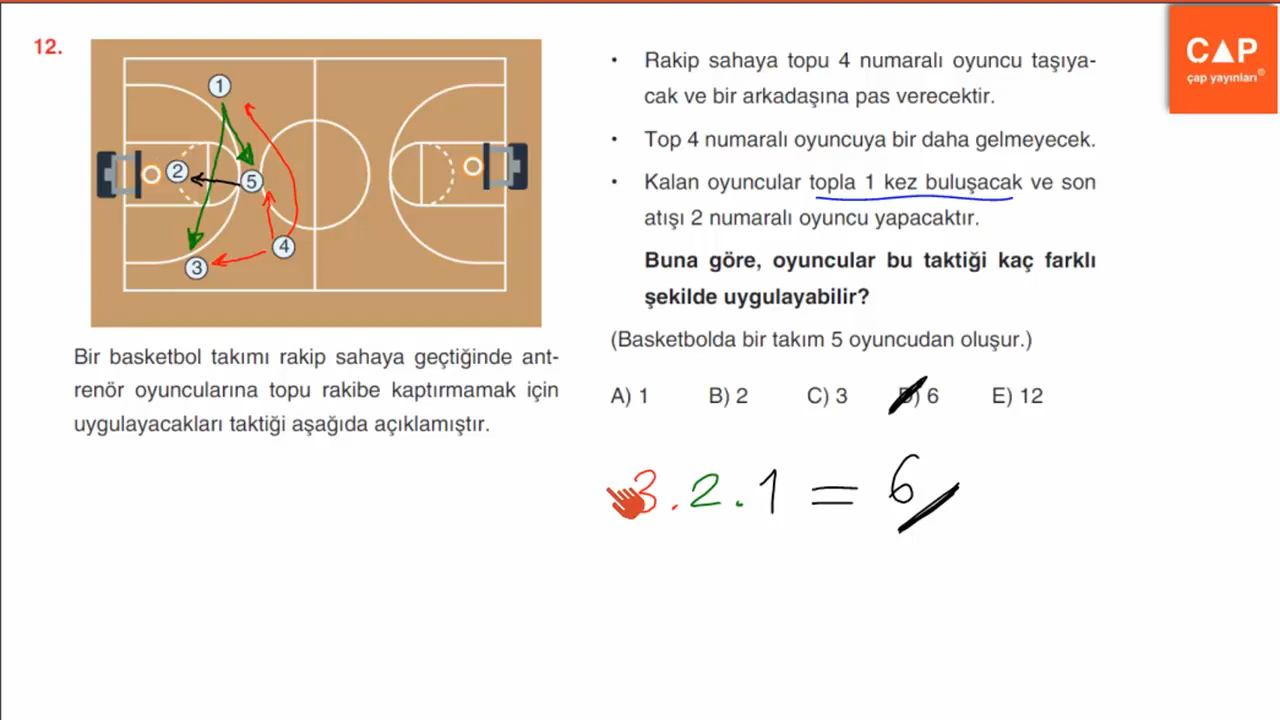 12.
1
2
5
4
3
Bir basketbol takımı rakip sahaya geçtiğinde ant-
renör oyuncularına topu rakibe kaptırmamak için
uygulayacakları taktiği aşağıda açıklamıştır.
• Rakip sahaya topu 4 numaralı oyuncu taşıya-
cak ve bir arkadaşına pas verecektir.
• Top 4 numaralı oyuncuya bir daha gelmeyecek.
• Kalan oyuncular topla 1 kez buluşacak ve son
atışı 2 numaralı oyuncu yapacaktır.
Buna göre, oyuncular bu taktiği kaç farklı
şekilde uygulayabilir?
(Basketbolda bir takım 5 oyuncudan oluşur.)
A) 1 B) 2 C) 3 D) 6 E) 12
3 . 2 . 1 = 6
ÇAP
çap yayınları®